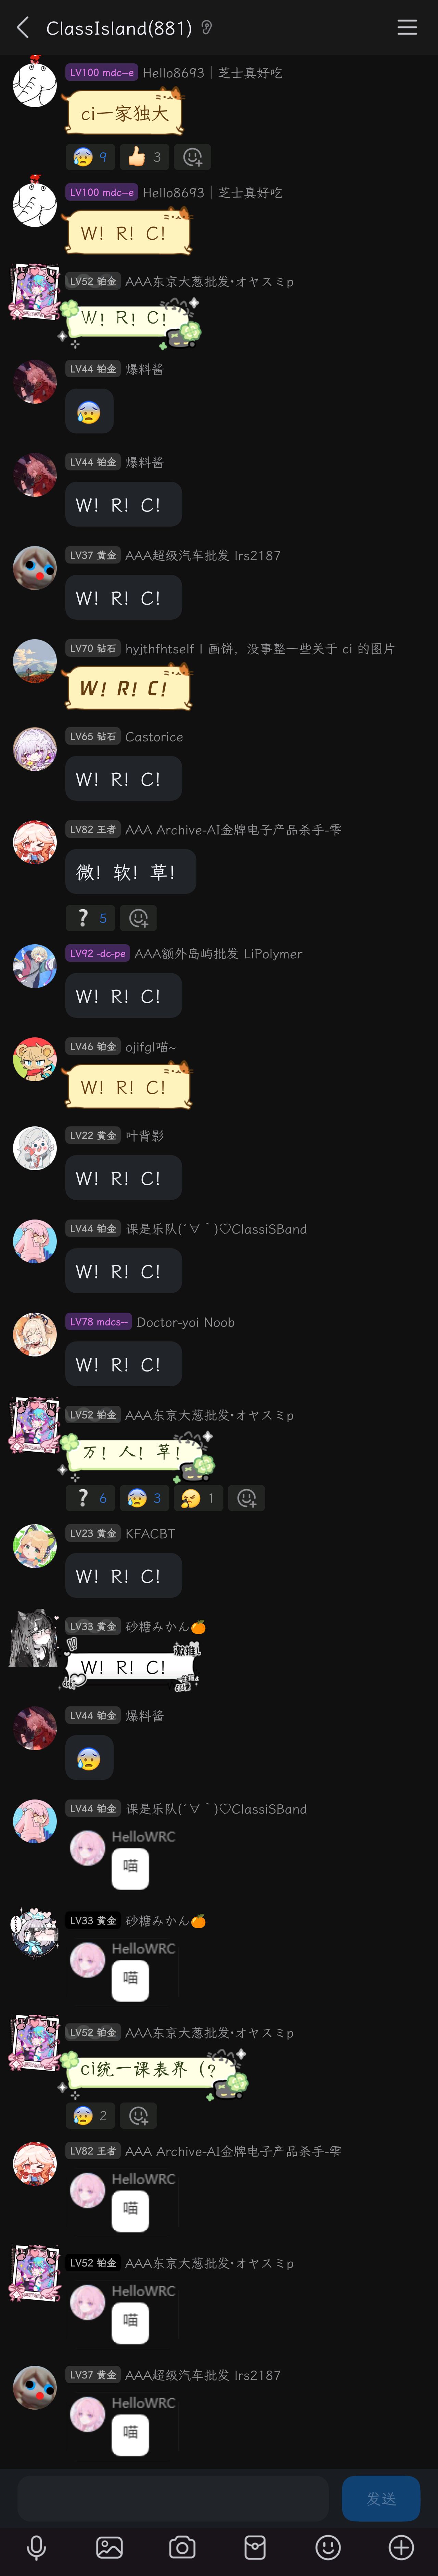 ClassIsland(881)
LV100 mdc--e Hello8693｜芝士真好吃
ci一家独大
9 3
LV100 mdc--e Hello8693｜芝士真好吃
W！R！C！
LV52 铂金 AAA东京大葱批发•オヤスミp
W！R！C！
LV44 铂金 爆料酱
LV44 铂金 爆料酱
W！R！C！
LV37 黄金 AAA超级汽车批发 lrs2187
W！R！C！
LV70 钻石 hyjthfhtself | 画饼，没事整一些关于 ci 的图片
W！R！C！
LV65 钻石 Castorice
W！R！C！
LV82 王者 AAA Archive-AI金牌电子产品杀手-雫
微！软！草！
? 5
LV92 -dc-pe AAA额外岛屿批发 LiPolymer
W！R！C！
LV46 铂金 ojifgl喵~
W！R！C！
LV22 黄金 叶背影
W！R！C！
LV44 铂金 课是乐队(´∀｀)♡ClassiSBand
W！R！C！
LV78 mdcs-- Doctor-yoi Noob
W！R！C！
LV52 铂金 AAA东京大葱批发•オヤスミp
万！人！草！
? 6 3 1
LV23 黄金 KFACBT
W！R！C！
LV33 黄金 砂糖みかん🍊
W！R！C！
LV44 铂金 爆料酱
LV44 铂金 课是乐队(´∀｀)♡ClassiSBand
HelloWRC
喵
LV33 黄金 砂糖みかん🍊
HelloWRC
喵
LV52 铂金 AAA东京大葱批发•オヤスミp
ci统一课表界（？
2
LV82 王者 AAA Archive-AI金牌电子产品杀手-雫
HelloWRC
喵
LV52 铂金 AAA东京大葱批发•オヤスミp
HelloWRC
喵
LV37 黄金 AAA超级汽车批发 lrs2187
HelloWRC
喵
发送